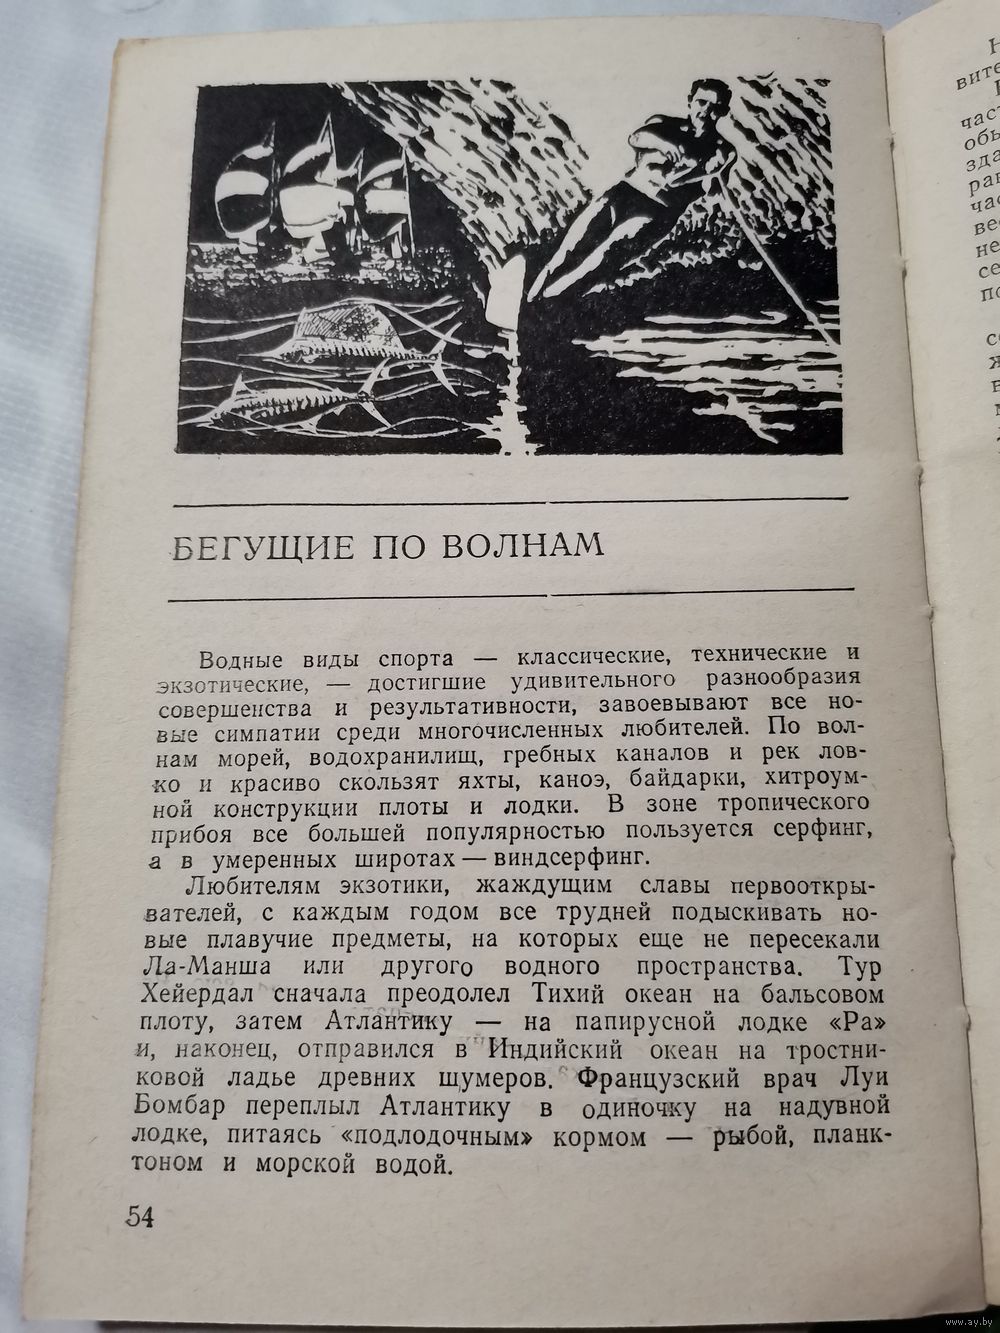 БЕГУЩИЕ ПО ВОЛНАМ
Водные виды спорта — классические, технические и
экзотические, — достигшие удивительного разнообразия
совершенства и результативности, завоевывают все но-
вые симпатии среди многочисленных любителей. По вол-
нам морей, водохранилищ, гребных каналов и рек лов-
ко и красиво скользят яхты, каноэ, байдарки, хитроум-
ной конструкции плоты и лодки. В зоне тропического
прибоя все большей популярностью пользуется серфинг,
а в умеренных широтах — виндсерфинг.
Любителям экзотики, жаждущим славы первооткры-
вателей, с каждым годом все трудней подыскивать но-
вые плавучие предметы, на которых еще не пересекали
Ла-Манша или другого водного пространства. Тур
Хейердал сначала преодолел Тихий океан на бальсовом
плоту, затем Атлантику — на папирусной лодке «Ра»
и, наконец, отправился в Индийский океан на тростни-
ковой ладье древних шумеров. Французский врач Луи
Бомбар переплыл Атлантику в одиночку на надувной
лодке, питаясь «подлодочным» кормом — рыбой, планк-
тоном и морской водой.
54
www.ay.by